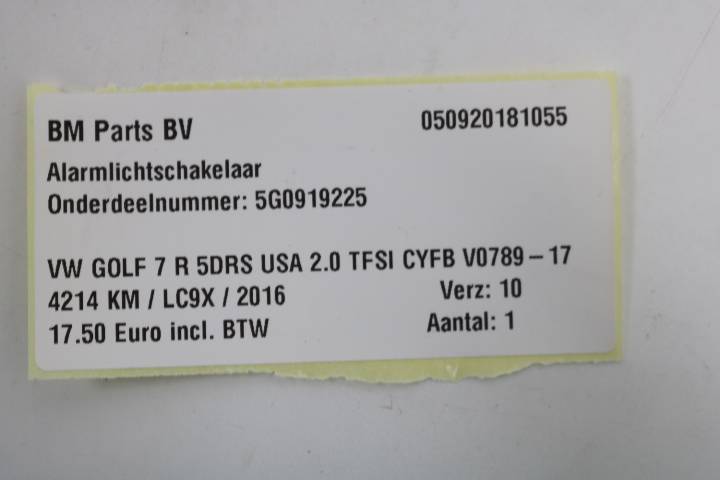 BM Parts BV 050920181055
Alarmlichtschakelaar
Onderdeelnummer: 5G0919225
VW GOLF 7 R 5DRS USA 2.0 TFSI CYFB V0789-17
4214 KM / LC9X / 2016 Verz: 10
17.50 Euro incl. BTW Aantal: 1